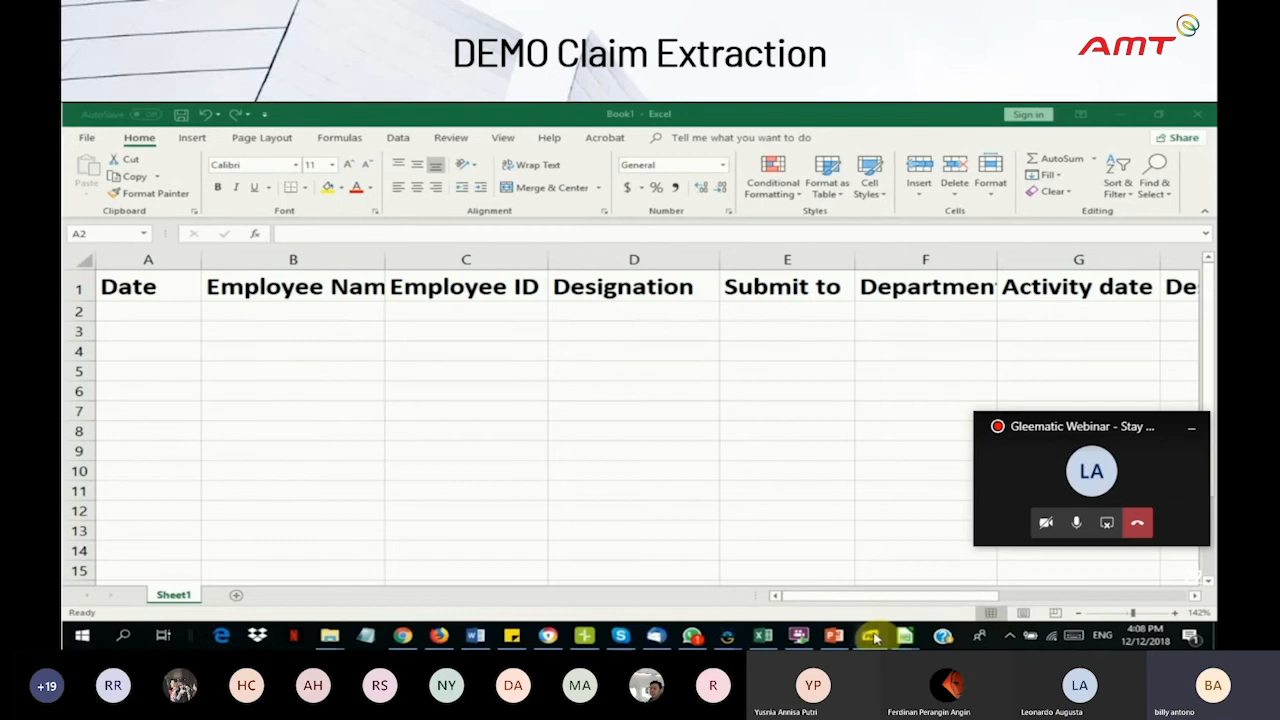 DEMO Claim Extraction
AMT
AutoSave Off
Book1 - Excel
Sign in
File Home Insert Page Layout Formulas Data Review View Help Acrobat Tell me what you want to do
Share
Paste
Cut
Copy
Format Painter
Clipboard
Calibri 11 A A
B I U A
Font
Wrap Text
Merge & Center
Alignment
General
$ % ,
Number
Conditional Formatting
Format as Table
Cell Styles
Styles
Insert Delete Format
Cells
AutoSum
Fill
Clear
Sort & Filter
Find & Select
Editing
A2 fx
A B C D E F G
1 Date Employee Nam Employee ID Designation Submit to Departmen Activity date De
2
3
4
5
6
7
8
9
10
11
12
13
14
15
Gleematic Webinar - Stay ...
LA
Sheet1
Ready
142%
ENG
4:08 PM
12/12/2018
1
+19 RR HC AH RS NY DA MA R YP LA BA
Yusnia Annisa Putri Ferdinan Perangin Angin Leonardo Augusta billy antono